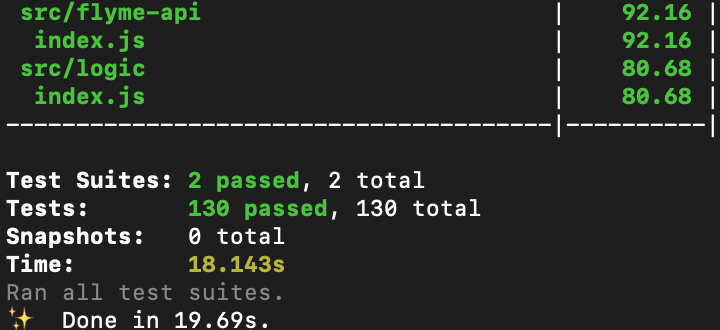 src/flyme-api | 92.16 |
index.js | 92.16 |
src/logic | 80.68 |
index.js | 80.68 |
---------------------------------------|----------|
Test Suites: 2 passed, 2 total
Tests: 130 passed, 130 total
Snapshots: 0 total
Time: 18.143s
Ran all test suites.
✨ Done in 19.69s.